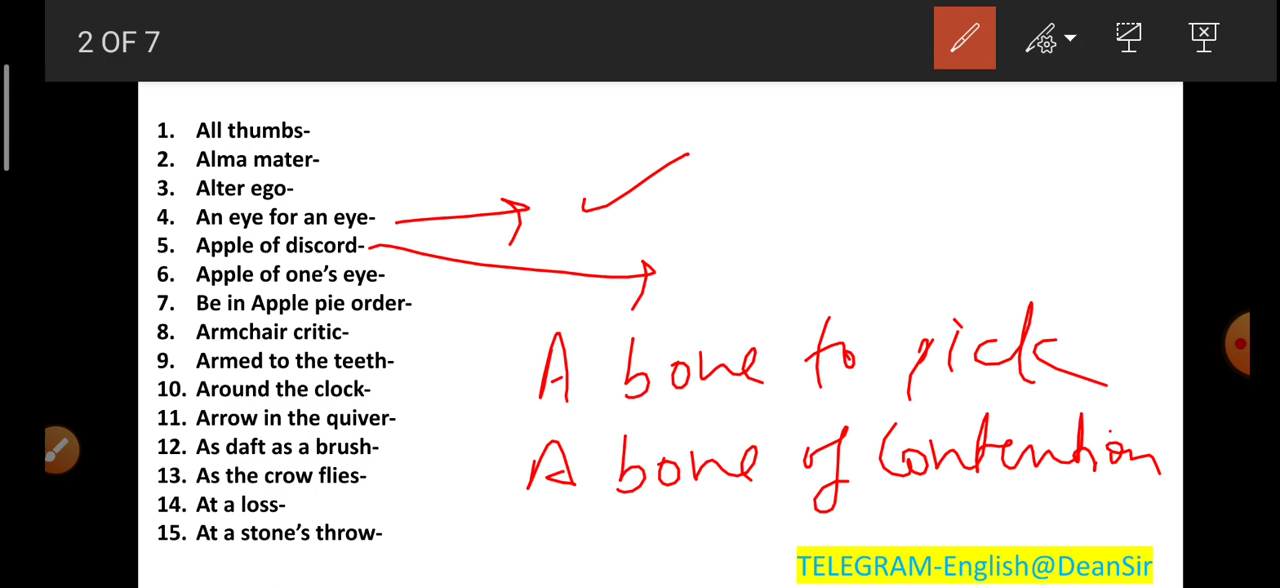 2 OF 7
1. All thumbs-
2. Alma mater-
3. Alter ego-
4. An eye for an eye-
5. Apple of discord-
6. Apple of one’s eye-
7. Be in Apple pie order-
8. Armchair critic-
9. Armed to the teeth-
10. Around the clock-
11. Arrow in the quiver-
12. As daft as a brush-
13. As the crow flies-
14. At a loss-
15. At a stone’s throw-
A bone to pick
A bone of Contention
TELEGRAM-English@DeanSir